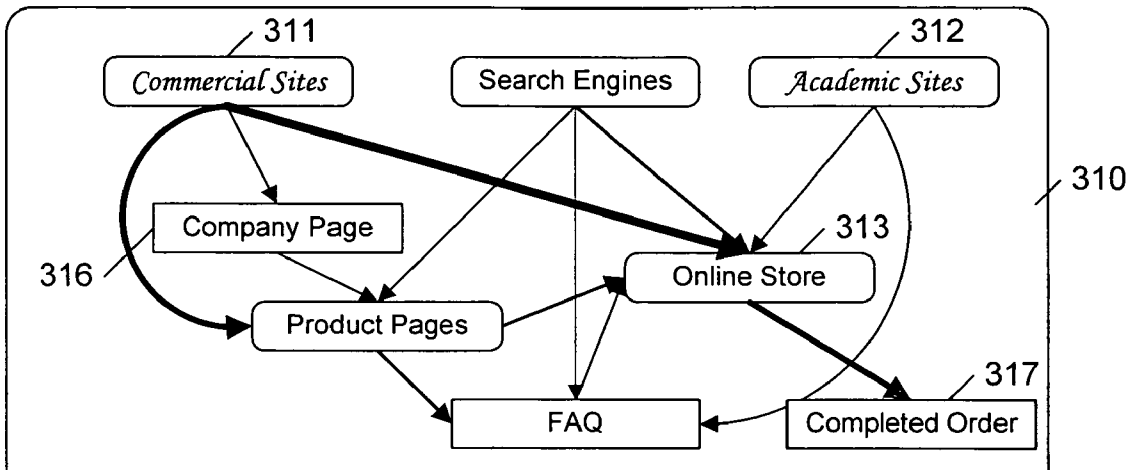 311
312
Commercial Sites
Search Engines
Academic Sites
310
Company Page
313
316
Online Store
Product Pages
317
FAQ
Completed Order